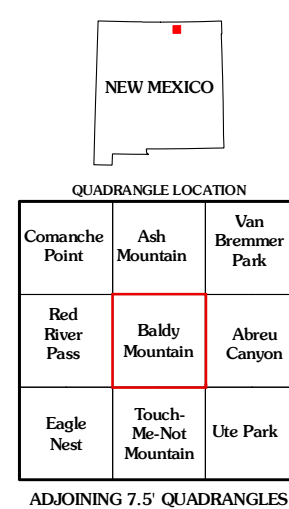 NEW MEXICO
QUADRANGLE LOCATION
Comanche
Point
Ash
Mountain
Van
Bremmer
Park
Red
River
Pass
Baldy
Mountain
Abreu
Canyon
Eagle
Nest
Touch-
Me-Not
Mountain
Ute Park
ADJOINING 7.5' QUADRANGLES